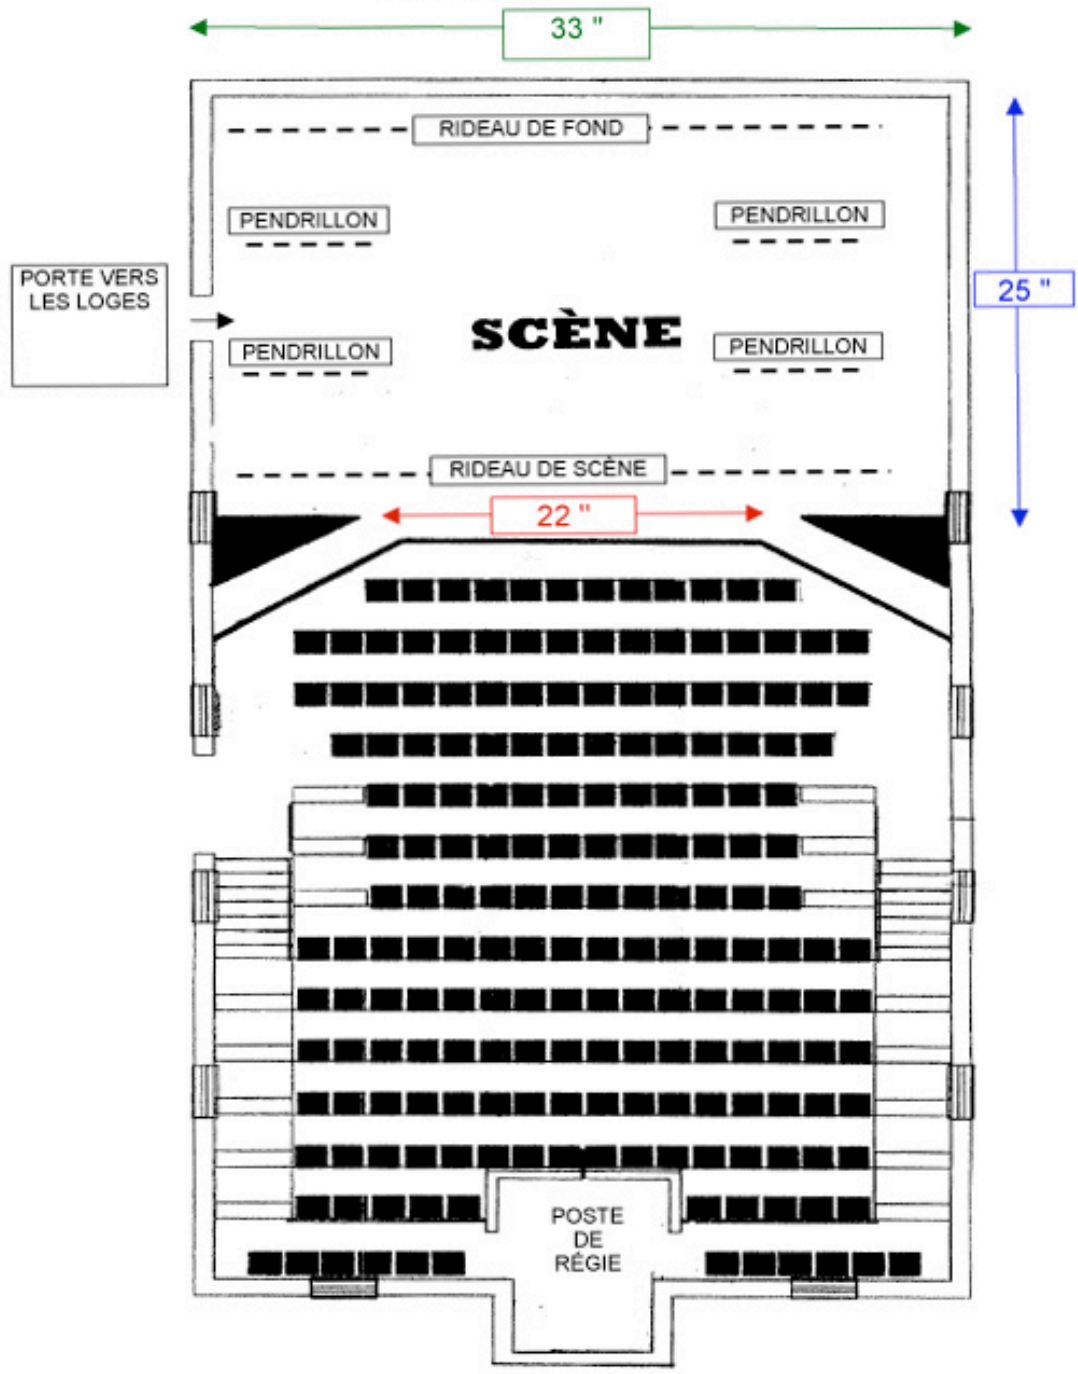 33 "
RIDEAU DE FOND
PENDRILLON
PENDRILLON
PORTE VERS
LES LOGES
25 "
SCÈNE
PENDRILLON
PENDRILLON
RIDEAU DE SCÈNE
22 "
POSTE
DE
RÉGIE